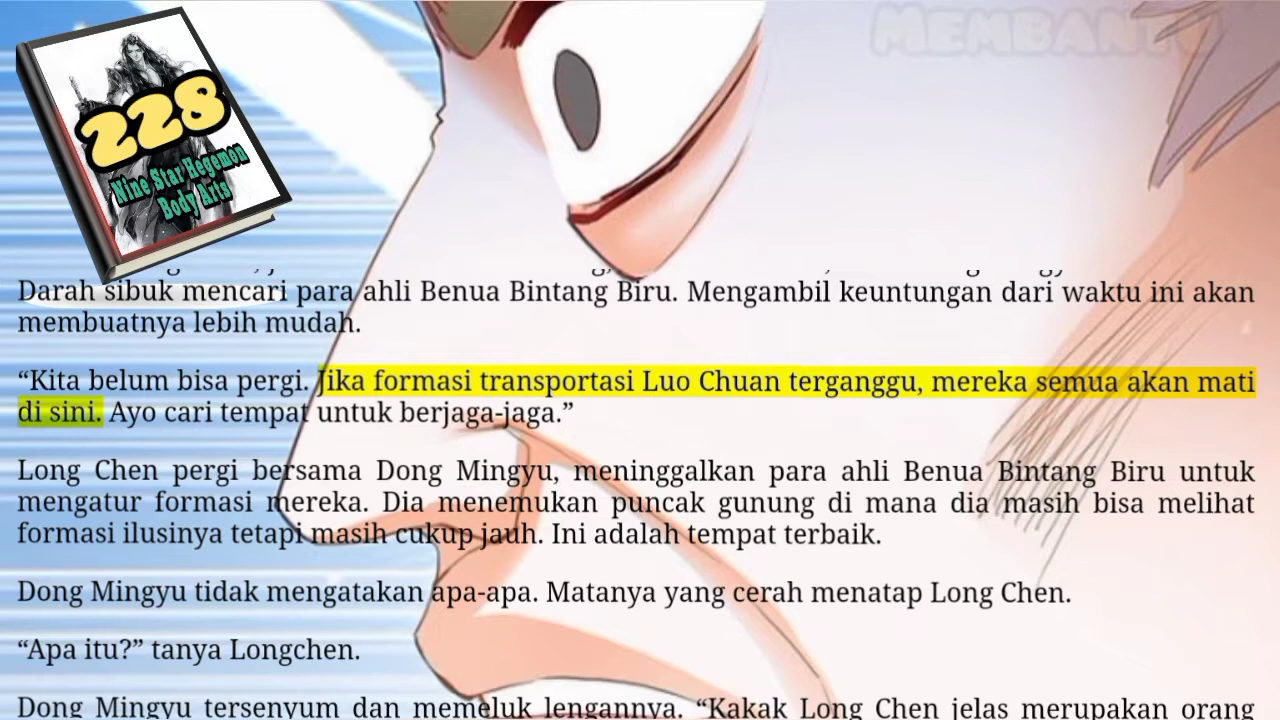 MEMBANTU
228
Nine Star Hegemon
Body Arts
Darah sibuk mencari para ahli Benua Bintang Biru. Mengambil keuntungan dari waktu ini akan
membuatnya lebih mudah.
“Kita belum bisa pergi. Jika formasi transportasi Luo Chuan terganggu, mereka semua akan mati
di sini. Ayo cari tempat untuk berjaga-jaga.”
Long Chen pergi bersama Dong Mingyu, meninggalkan para ahli Benua Bintang Biru untuk
mengatur formasi mereka. Dia menemukan puncak gunung di mana dia masih bisa melihat
formasi ilusinya tetapi masih cukup jauh. Ini adalah tempat terbaik.
Dong Mingyu tidak mengatakan apa-apa. Matanya yang cerah menatap Long Chen.
“Apa itu?” tanya Longchen.
Dong Mingyu tersenyum dan memeluk lengannya. “Kakak Long Chen jelas merupakan orang